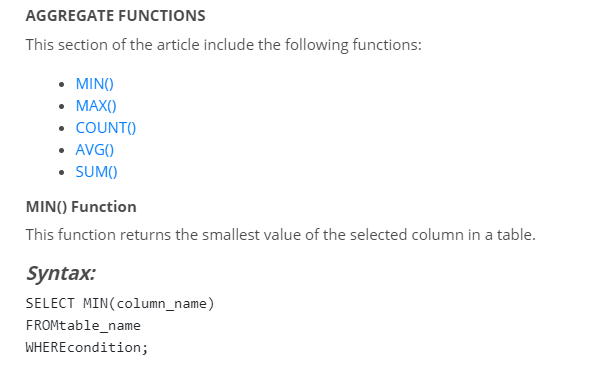 AGGREGATE FUNCTIONS
This section of the article include the following functions:
• MIN()
• MAX()
• COUNT()
• AVG()
• SUM()
MIN() Function
This function returns the smallest value of the selected column in a table.
Syntax:
SELECT MIN(column_name)
FROMtable_name
WHEREcondition;